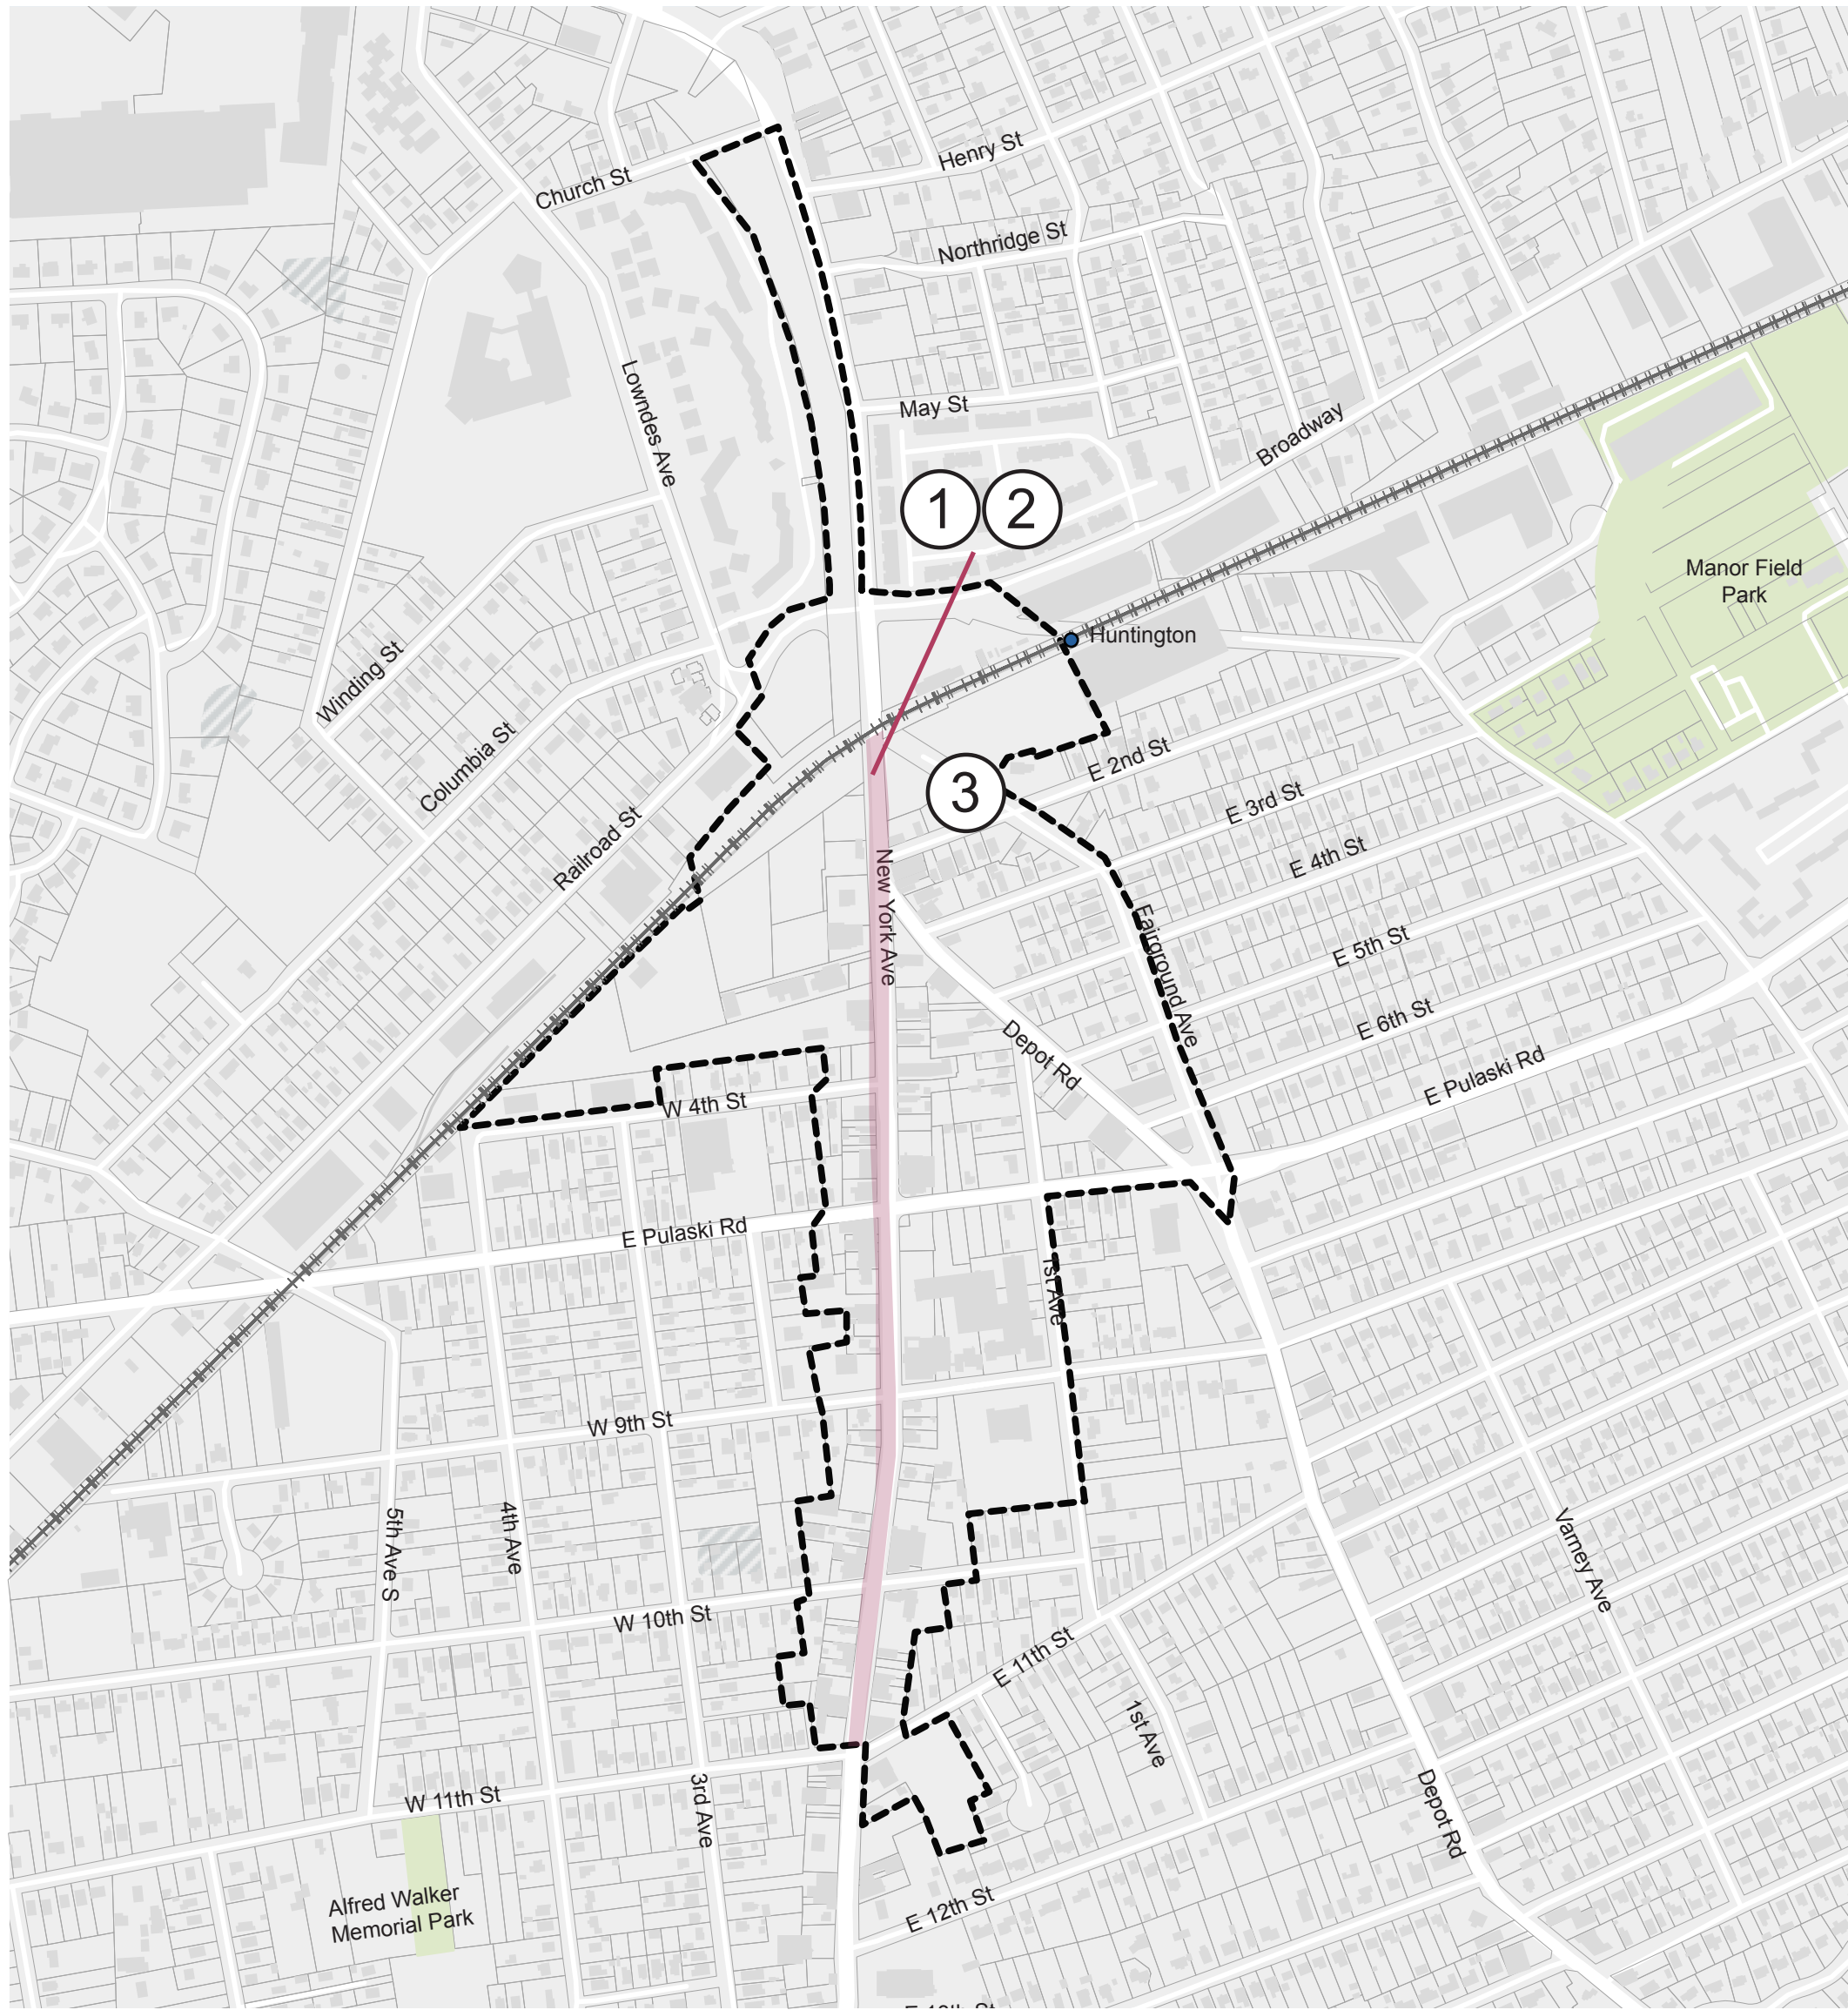 Henry St
Church St
Northridge St
Lowndes Ave
May St
Broadway
1
2
Manor Field
Park
Huntington
Winding St
Columbia St
E 2nd St
3
E 3rd St
Railroad St
E 4th St
New York Ave
E 5th St
Fairground Ave
E 6th St
Depot Rd
E Pulaski Rd
W 4th St
E Pulaski Rd
1st Ave
W 9th St
5th Ave S
4th Ave
Varney Ave
W 10th St
E 11th St
1st Ave
W 11th St
3rd Ave
Depot Rd
Alfred Walker
Memorial Park
E 12th St